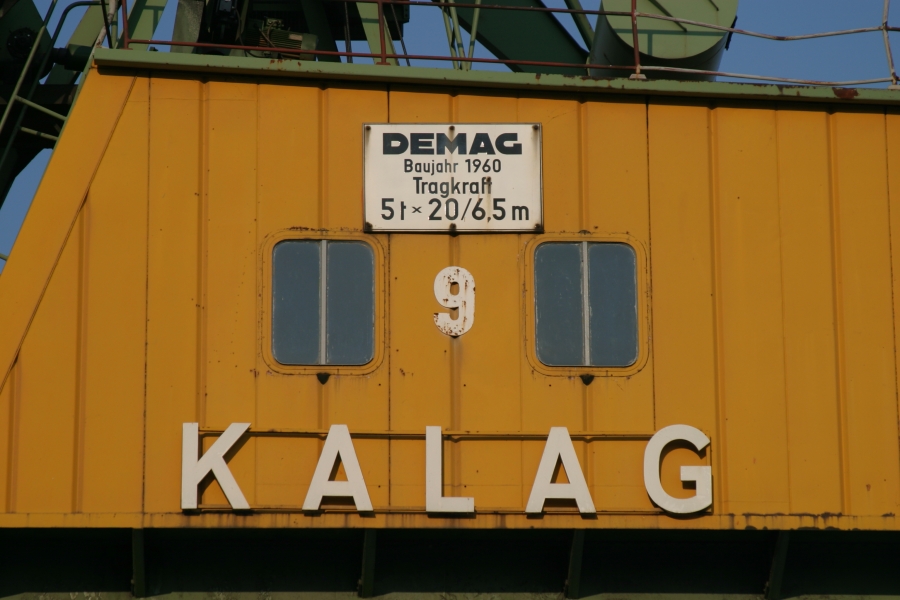 DEMAG
Baujahr 1960
Tragkraft
5t × 20/6,5m
9
KALAG